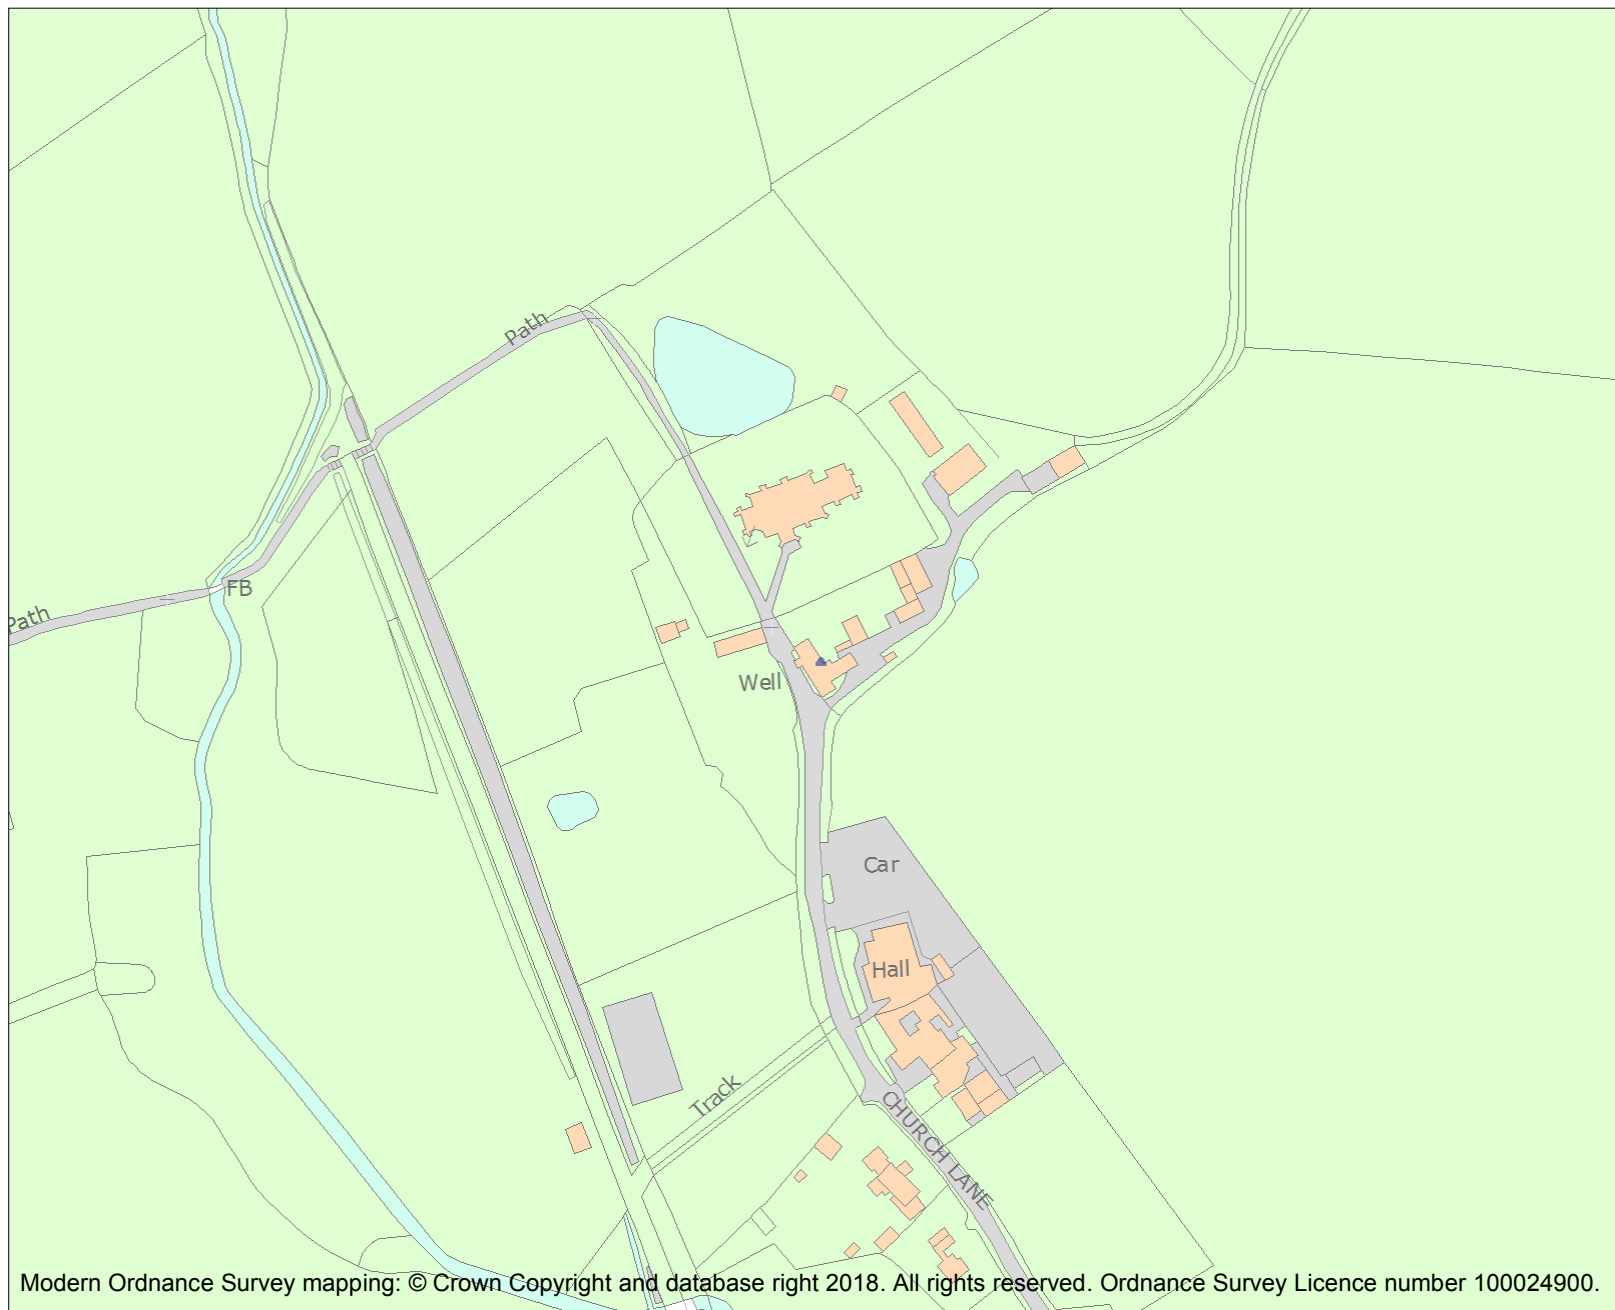 Path
FB
Path
Well
Car
Hall
Track
CHURCH LANE
Modern Ordnance Survey mapping: © Crown Copyright and database right 2018. All rights reserved. Ordnance Survey Licence number 100024900.